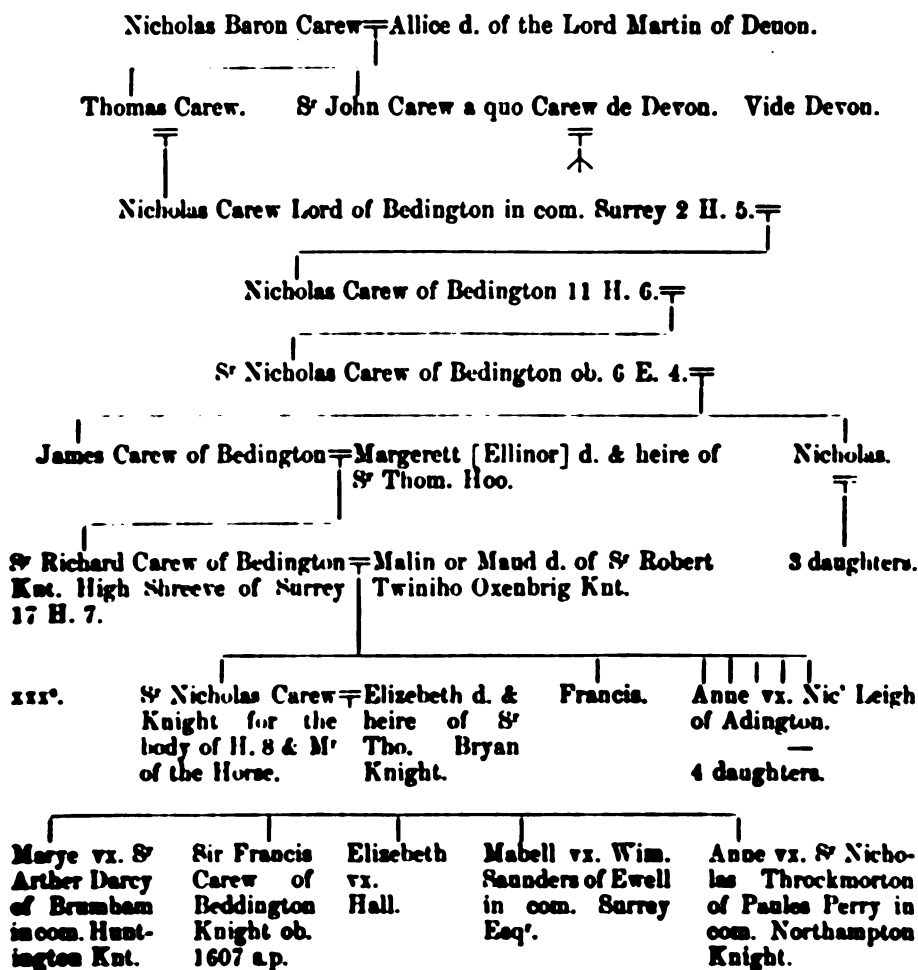 Nicholas Baron Carew Allice d. of the Lord Martin of Deuon.
Thomas Carew. Sr John Carew a quo Carew de Devon. Vide Devon.
Nicholas Carew Lord of Bedington in com. Surrey 2 H. 5.
Nicholas Carew of Bedington 11 H. 6.
Sr Nicholas Carew of Bedington ob. 6 E. 4.
James Carew of Bedington
Margerett [Ellinor] d. & heire of
Sr Thom. Hoo.
Nicholas.
Sr Richard Carew of Bedington
Knt. High Shreeve of Surrey
17 H. 7.
Malin or Maud d. of Sr Robert
Twiniho Oxenbrig Knt.
3 daughters.
xxxo.
Sr Nicholas Carew
Knight for the
body of H. 8 & Mr
of the Horse.
Elizebeth d. &
heire of Sr
Tho. Bryan
Knight.
Francis.
Anne vx. Nic' Leigh
of Adington.
4 daughters.
Marye vx. Sr
Arther Darcy
of Brumham
in com. Hunt-
ington Knt.
Sir Francis
Carew of
Beddington
Knight ob.
1607 s.p.
Elizebeth
vx.
Hall.
Mabell vx. Wim.
Saunders of Ewell
in com. Surrey
Esqr.
Anne vx. Sr Nicho-
las Throckmorton
of Paules Perry in
com. Northampton
Knight.